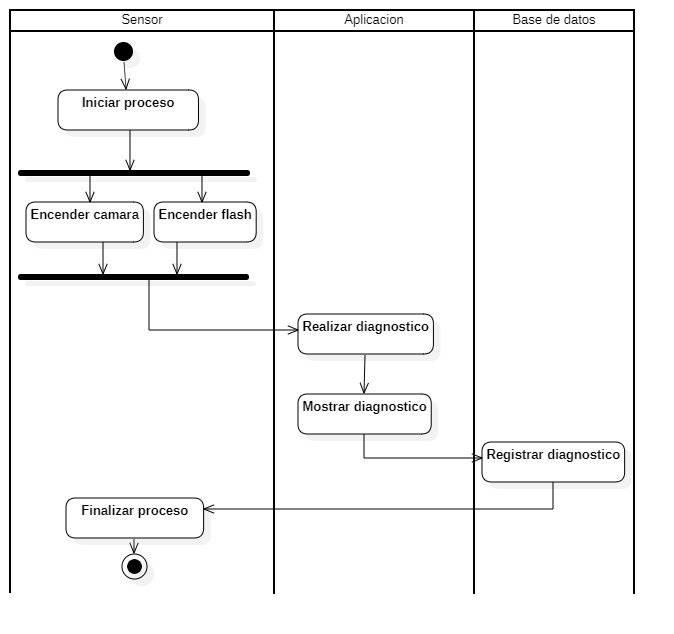 Sensor
Aplicacion
Base de datos
Iniciar proceso
Encender camara
Encender flash
Realizar diagnostico
Mostrar diagnostico
Registrar diagnostico
Finalizar proceso